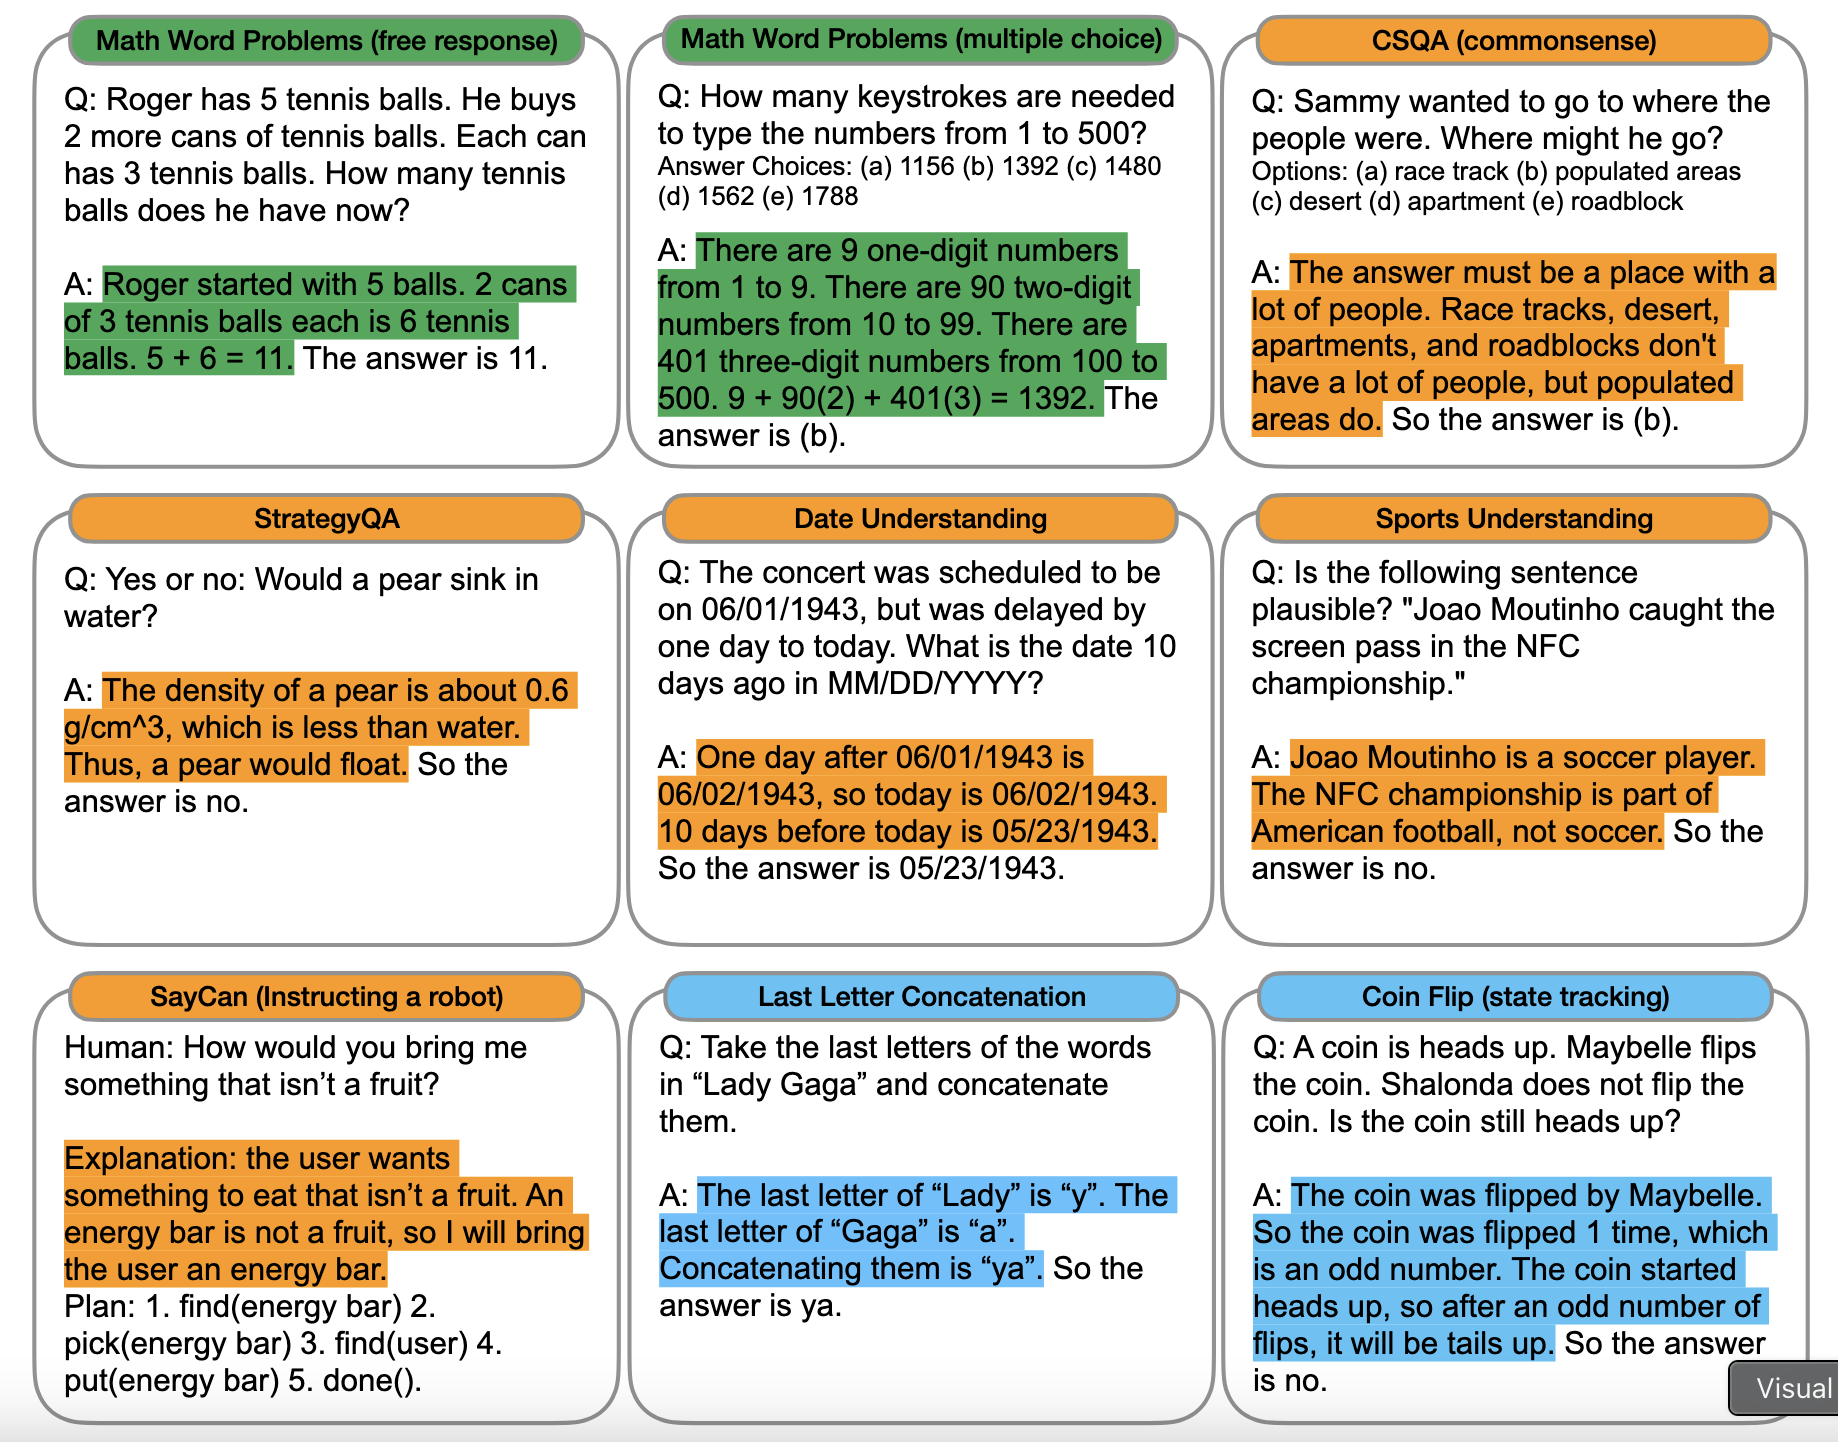 Math Word Problems (free response)
Q: Roger has 5 tennis balls. He buys
2 more cans of tennis balls. Each can
has 3 tennis balls. How many tennis
balls does he have now?
A: Roger started with 5 balls. 2 cans
of 3 tennis balls each is 6 tennis
balls. 5 + 6 = 11. The answer is 11.
Math Word Problems (multiple choice)
Q: How many keystrokes are needed
to type the numbers from 1 to 500?
Answer Choices: (a) 1156 (b) 1392 (c) 1480
(d) 1562 (e) 1788
A: There are 9 one-digit numbers
from 1 to 9. There are 90 two-digit
numbers from 10 to 99. There are
401 three-digit numbers from 100 to
500. 9 + 90(2) + 401(3) = 1392. The
answer is (b).
CSQA (commonsense)
Q: Sammy wanted to go to where the
people were. Where might he go?
Options: (a) race track (b) populated areas
(c) desert (d) apartment (e) roadblock
A: The answer must be a place with a
lot of people. Race tracks, desert,
apartments, and roadblocks don't
have a lot of people, but populated
areas do. So the answer is (b).
StrategyQA
Q: Yes or no: Would a pear sink in
water?
A: The density of a pear is about 0.6
g/cm^3, which is less than water.
Thus, a pear would float. So the
answer is no.
Date Understanding
Q: The concert was scheduled to be
on 06/01/1943, but was delayed by
one day to today. What is the date 10
days ago in MM/DD/YYYY?
A: One day after 06/01/1943 is
06/02/1943, so today is 06/02/1943.
10 days before today is 05/23/1943.
So the answer is 05/23/1943.
Sports Understanding
Q: Is the following sentence
plausible? "Joao Moutinho caught the
screen pass in the NFC
championship."
A: Joao Moutinho is a soccer player.
The NFC championship is part of
American football, not soccer. So the
answer is no.
SayCan (Instructing a robot)
Human: How would you bring me
something that isn’t a fruit?
Explanation: the user wants
something to eat that isn’t a fruit. An
energy bar is not a fruit, so I will bring
the user an energy bar.
Plan: 1. find(energy bar) 2.
pick(energy bar) 3. find(user) 4.
put(energy bar) 5. done().
Last Letter Concatenation
Q: Take the last letters of the words
in “Lady Gaga” and concatenate
them.
A: The last letter of “Lady” is “y”. The
last letter of “Gaga” is “a”.
Concatenating them is “ya”. So the
answer is ya.
Coin Flip (state tracking)
Q: A coin is heads up. Maybelle flips
the coin. Shalonda does not flip the
coin. Is the coin still heads up?
A: The coin was flipped by Maybelle.
So the coin was flipped 1 time, which
is an odd number. The coin started
heads up, so after an odd number of
flips, it will be tails up. So the answer
is no.
Visual